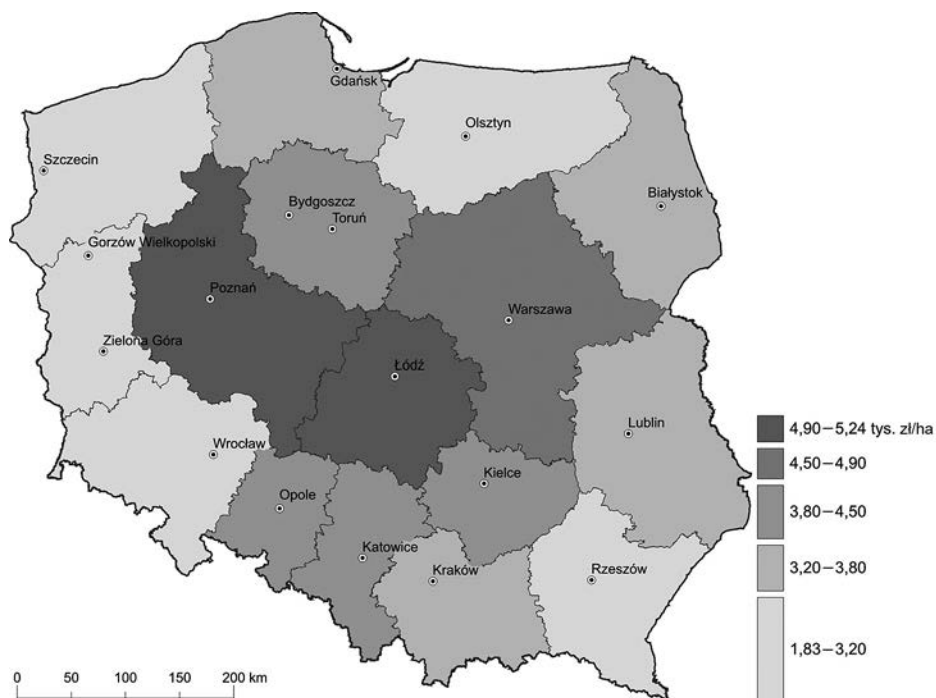 Gdańsk
Olsztyn
Szczecin
Białystok
Bydgoszcz
Toruń
Gorzów Wielkopolski
Poznań
Warszawa
Zielona Góra
Łódź
Lublin
Wrocław
Kielce
Opole
Katowice
Kraków
Rzeszów
4,90–5,24 tys. zł/ha
4,50–4,90
3,80–4,50
3,20–3,80
1,83–3,20
0 50 100 150 200 km